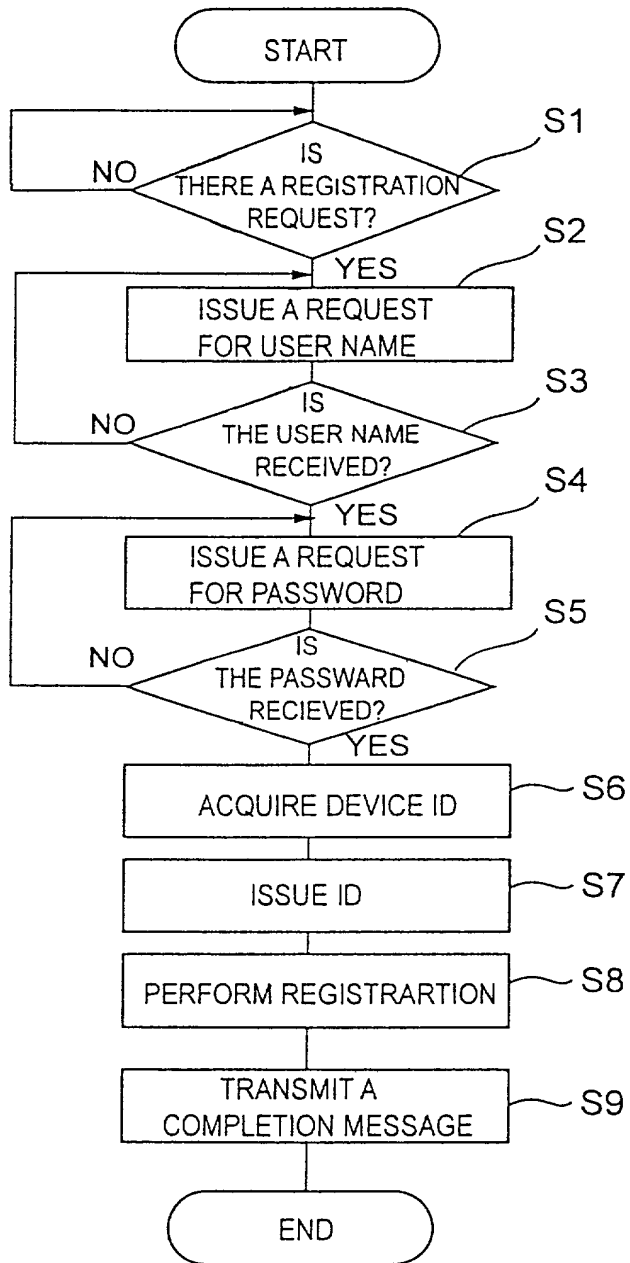 START
S1
IS
NO
THERE A REGISTRATION
REQUEST?
S2
YES
ISSUE A REQUEST
FOR USER NAME
S3
IS
NO
THE USER NAME
RECEIVED?
S4
YES
ISSUE A REQUEST
FOR PASSWORD
S5
IS
NO
THE PASSWARD
RECIEVED?
YES
ACQUIRE DEVICE ID
S6
ISSUE ID
S7
PERFORM REGISTRARTION
S8
TRANSMIT A
COMPLETION MESSAGE
S9
END